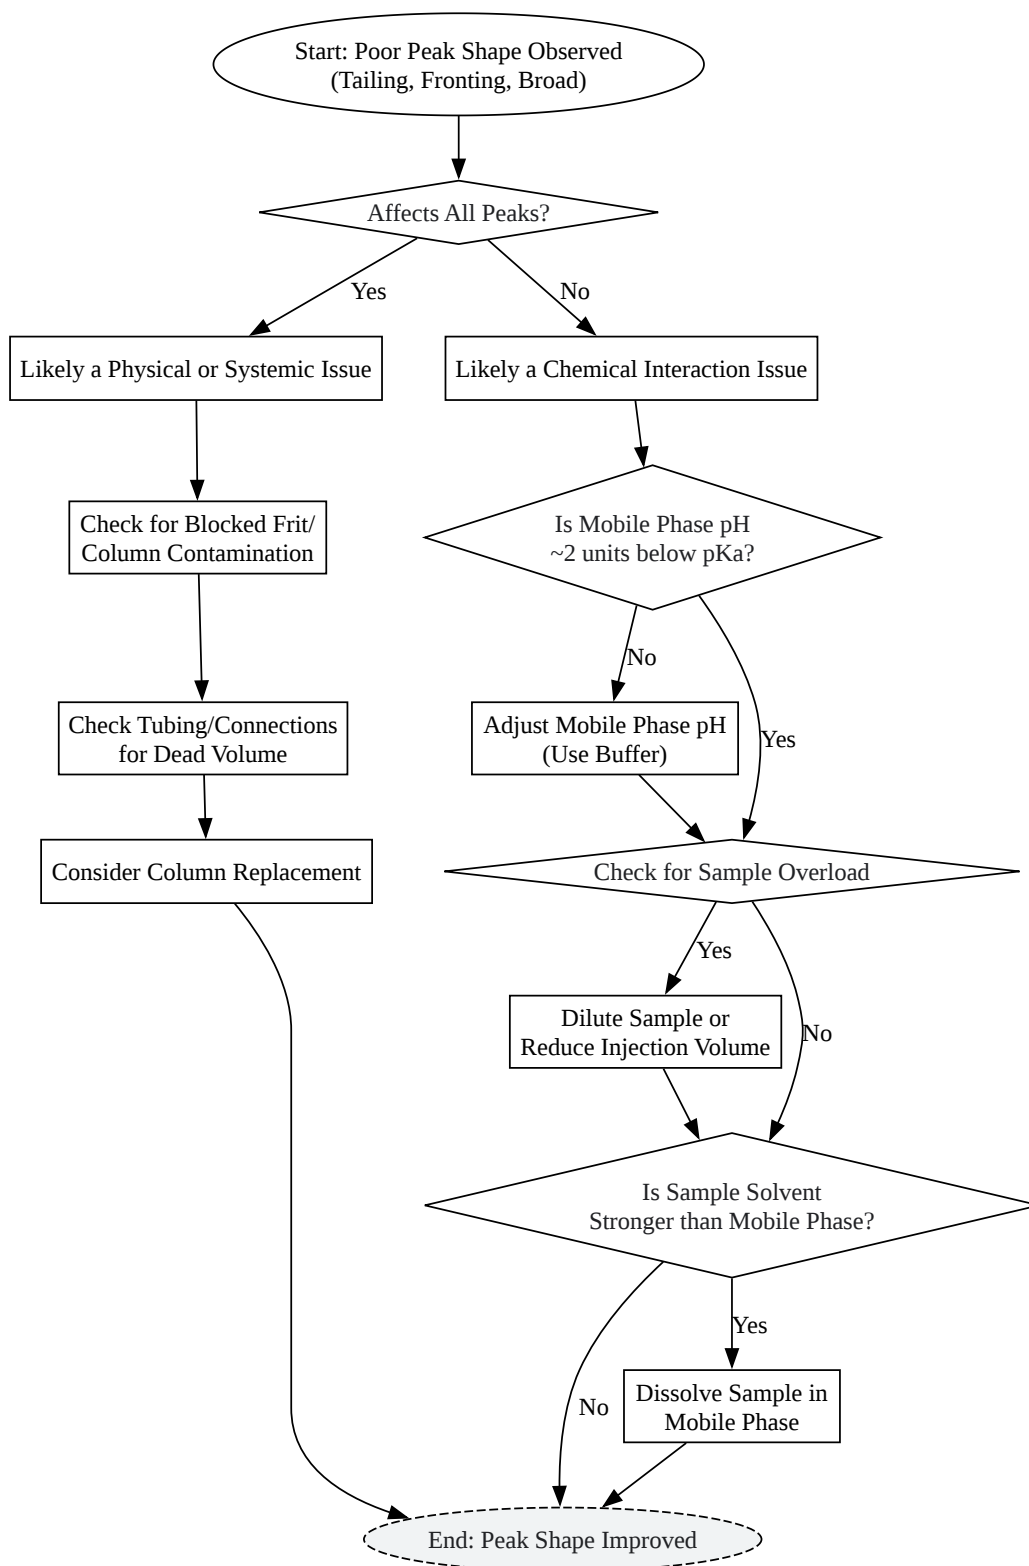 Start: Poor Peak Shape Observed
(Tailing, Fronting, Broad)
Affects All Peaks?
Yes
No
Likely a Physical or Systemic Issue
Likely a Chemical Interaction Issue
Check for Blocked Frit/
Column Contamination
Is Mobile Phase pH
~2 units below pKa?
No
Yes
Check Tubing/Connections
for Dead Volume
Adjust Mobile Phase pH
(Use Buffer)
Consider Column Replacement
Check for Sample Overload
Yes
No
Dilute Sample or
Reduce Injection Volume
Is Sample Solvent
Stronger than Mobile Phase?
Yes
No
Dissolve Sample in
Mobile Phase
End: Peak Shape Improved